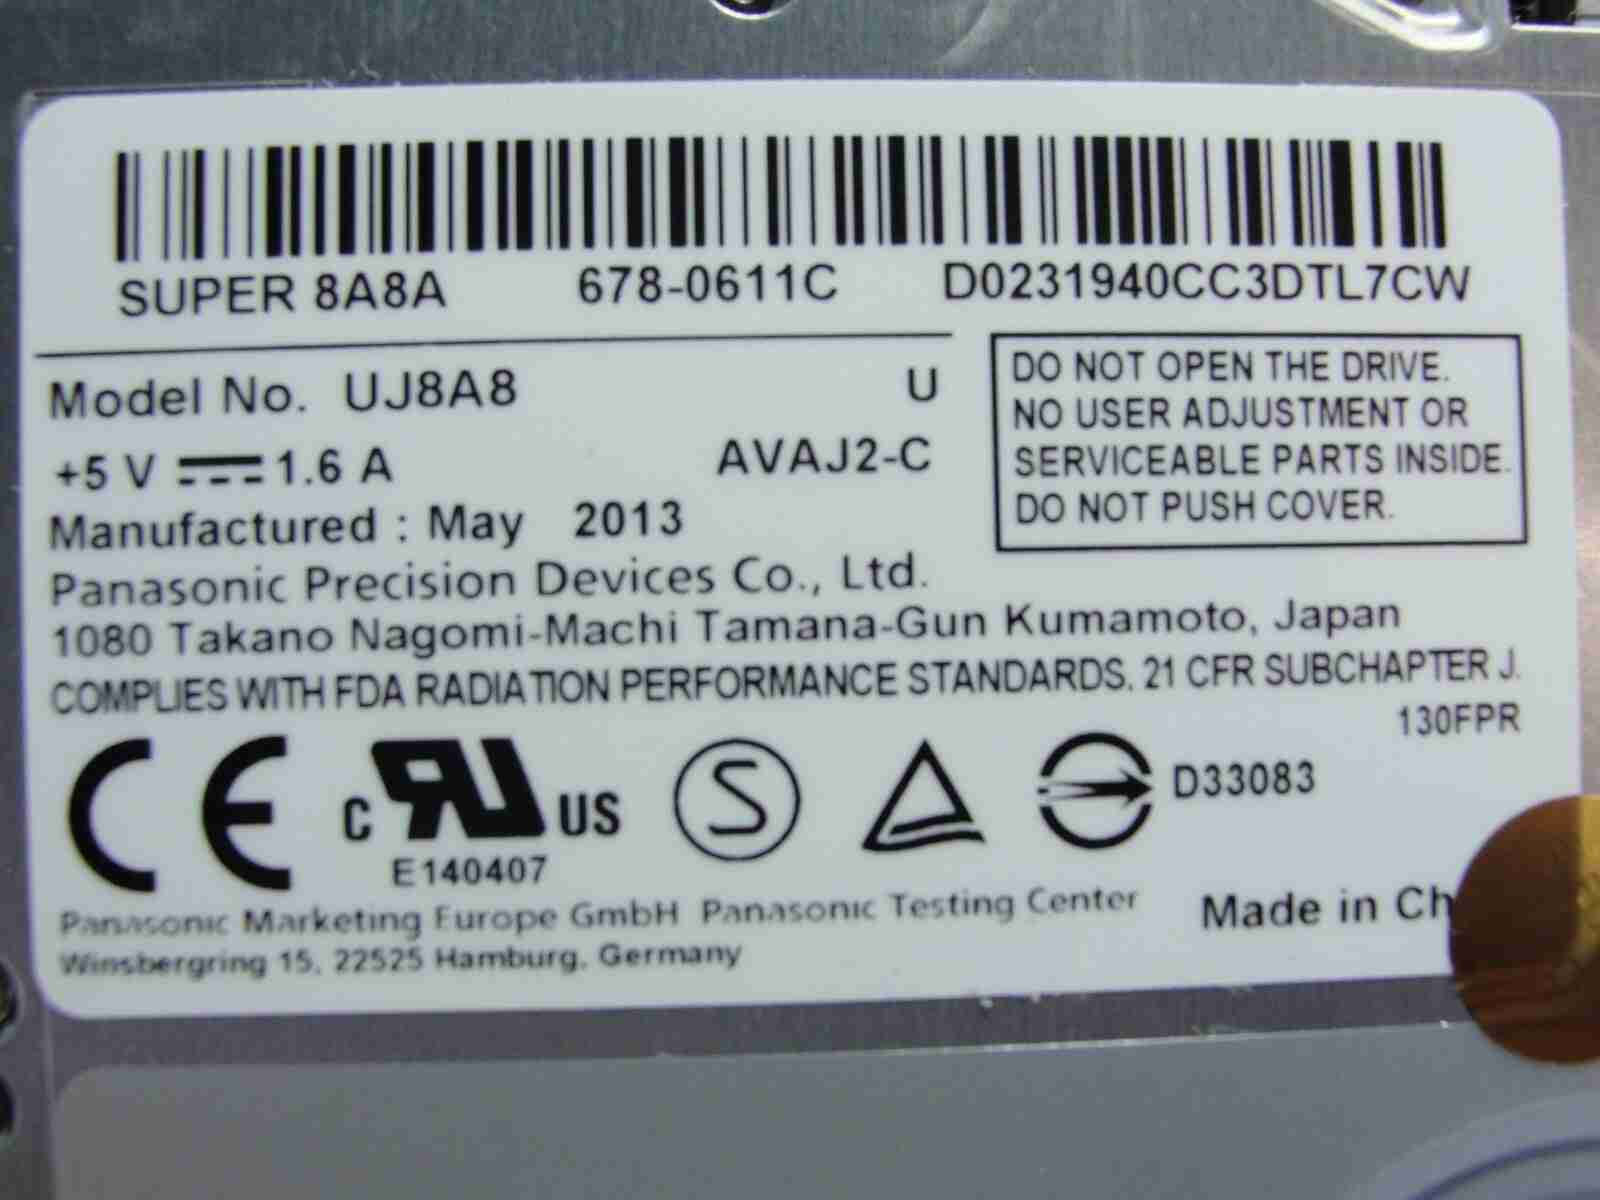 SUPER 8A8A 678-0611C D0231940CC3DTL7CW
Model No. UJ8A8 U
+5 V ⎓ 1.6 A AVAJ2-C
Manufactured : May 2013
DO NOT OPEN THE DRIVE.
NO USER ADJUSTMENT OR
SERVICEABLE PARTS INSIDE.
DO NOT PUSH COVER.
Panasonic Precision Devices Co., Ltd.
1080 Takano Nagomi-Machi Tamana-Gun Kumamoto, Japan
COMPLIES WITH FDA RADIATION PERFORMANCE STANDARDS, 21 CFR SUBCHAPTER J.
130FPR
CE C RU US S D33083
E140407
Panasonic Marketing Europe GmbH Panasonic Testing Center
Winsbergring 15, 22525 Hamburg, Germany
Made in Ch